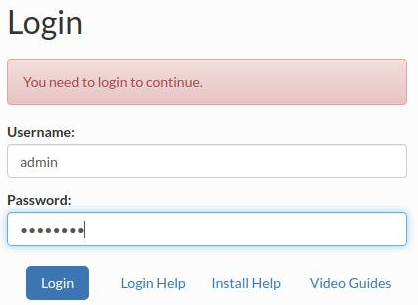 Login
You need to login to continue.
Username:
admin
Password:
••••••••
Login Login Help Install Help Video Guides